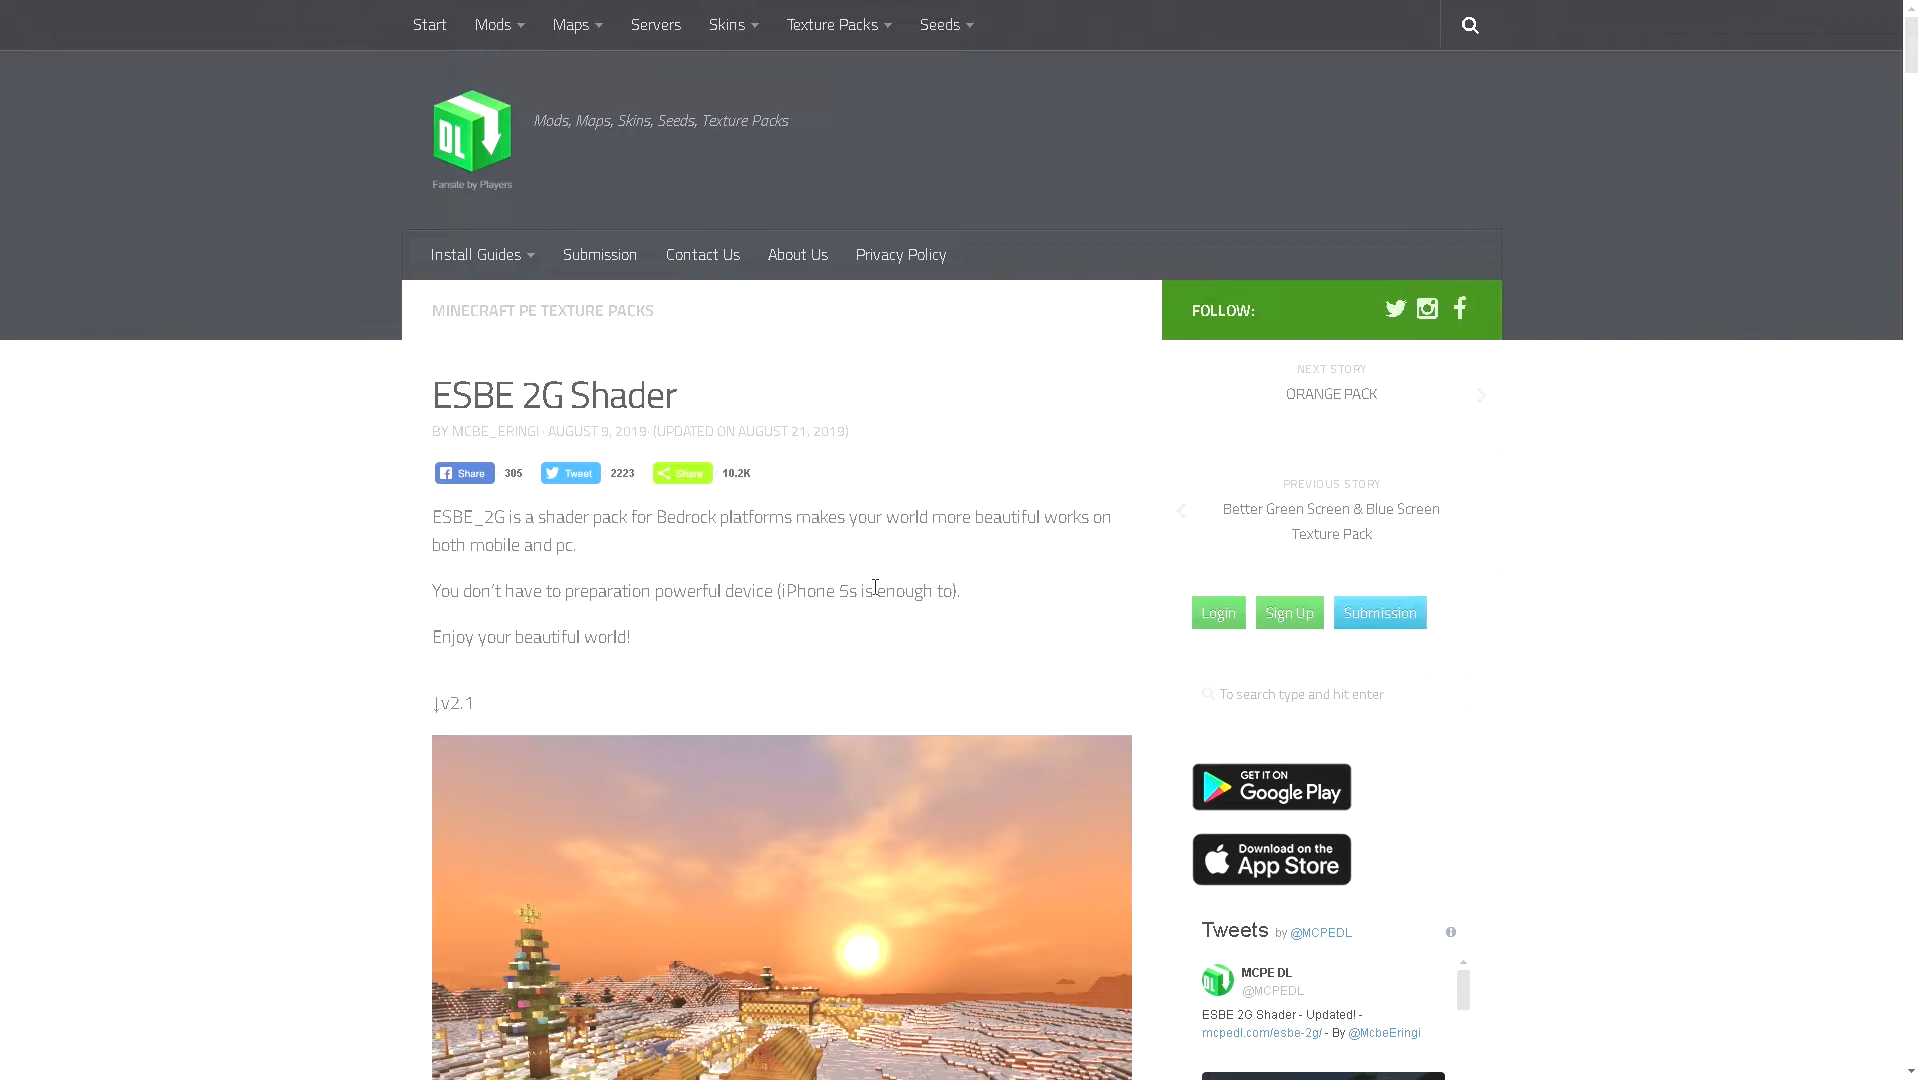 Start Mods Maps Servers Skins Texture Packs Seeds
DL
Fansite by Players
Mods, Maps, Skins, Seeds, Texture Packs
Install Guides Submission Contact Us About Us Privacy Policy
MINECRAFT PE TEXTURE PACKS
FOLLOW:
ESBE 2G Shader
BY MCBE_ERINGI · AUGUST 9, 2019· (UPDATED ON AUGUST 21, 2019)
Share 305 Tweet 2223 Share 10.2K
ESBE_2G is a shader pack for Bedrock platforms makes your world more beautiful works on
both mobile and pc.
You don't have to preparation powerful device (iPhone 5s is enough to).
Enjoy your beautiful world!
↓v2.1
NEXT STORY
ORANGE PACK
PREVIOUS STORY
Better Green Screen & Blue Screen
Texture Pack
Login Sign Up Submission
To search type and hit enter
GET IT ON
Google Play
Download on the
App Store
Tweets by @MCPEDL
MCPE DL
@MCPEDL
ESBE 2G Shader - Updated! -
mcpedl.com/esbe-2g/ - By @McbeEringi